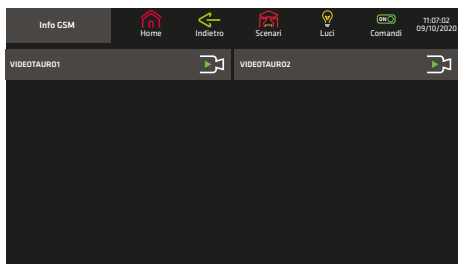 Info GSM
Home
Indietro
Scenari
Luci
ON
Comandi
11:07:02
09/10/2020
VIDEOTAURO1
VIDEOTAURO2